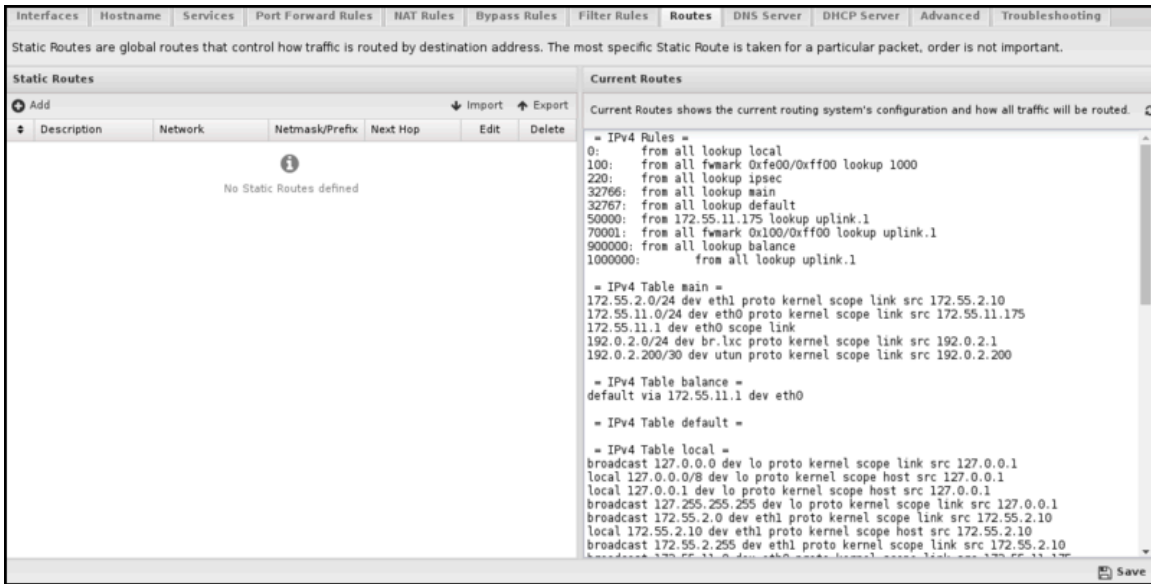 Interfaces Hostname Services Port Forward Rules NAT Rules Bypass Rules Filter Rules Routes DNS Server DHCP Server Advanced Troubleshooting
Static Routes are global routes that control how traffic is routed by destination address. The most specific Static Route is taken for a particular packet, order is not important.
Static Routes
Add Import Export
Description Network Netmask/Prefix Next Hop Edit Delete
No Static Routes defined
Current Routes
Current Routes shows the current routing system's configuration and how all traffic will be routed.
= IPv4 Rules =
0: from all lookup local
100: from all fwmark 0xfe00/0xff00 lookup 1000
220: from all lookup ipsec
32766: from all lookup main
32767: from all lookup default
50000: from 172.55.11.175 lookup uplink.1
70001: from all fwmark 0x100/0xff00 lookup uplink.1
900000: from all lookup balance
1000000: from all lookup uplink.1
= IPv4 Table main =
172.55.2.0/24 dev eth1 proto kernel scope link src 172.55.2.10
172.55.11.0/24 dev eth0 proto kernel scope link src 172.55.11.175
172.55.11.1 dev eth0 scope link
192.0.2.0/24 dev br.lxc proto kernel scope link src 192.0.2.1
192.0.2.200/30 dev utun proto kernel scope link src 192.0.2.200
= IPv4 Table balance =
default via 172.55.11.1 dev eth0
= IPv4 Table default =
= IPv4 Table local =
broadcast 127.0.0.0 dev lo proto kernel scope link src 127.0.0.1
local 127.0.0.0/8 dev lo proto kernel scope host src 127.0.0.1
local 127.0.0.1 dev lo proto kernel scope host src 127.0.0.1
broadcast 127.255.255.255 dev lo proto kernel scope link src 127.0.0.1
broadcast 172.55.2.0 dev eth1 proto kernel scope link src 172.55.2.10
local 172.55.2.10 dev eth1 proto kernel scope host src 172.55.2.10
broadcast 172.55.2.255 dev eth1 proto kernel scope link src 172.55.2.10
Save